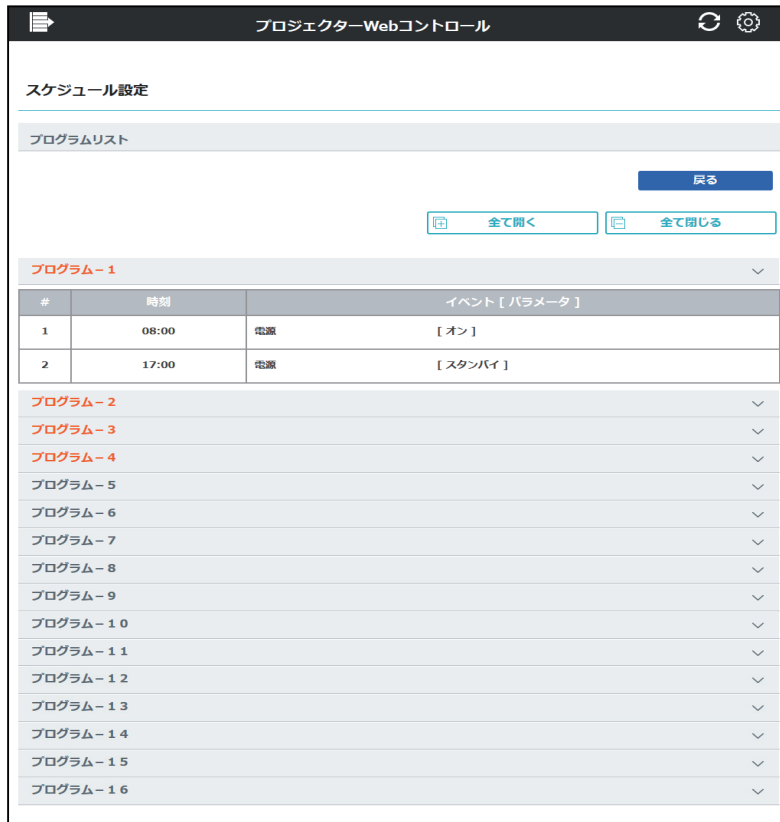 プロジェクターWebコントロール
スケジュール設定
プログラムリスト
戻る
全て開く 全て閉じる
プログラム－1
# 時刻 イベント [ パラメータ ]
1 08:00 電源 [ オン ]
2 17:00 電源 [ スタンバイ ]
プログラム－2
プログラム－3
プログラム－4
プログラム－5
プログラム－6
プログラム－7
プログラム－8
プログラム－9
プログラム－10
プログラム－11
プログラム－12
プログラム－13
プログラム－14
プログラム－15
プログラム－16